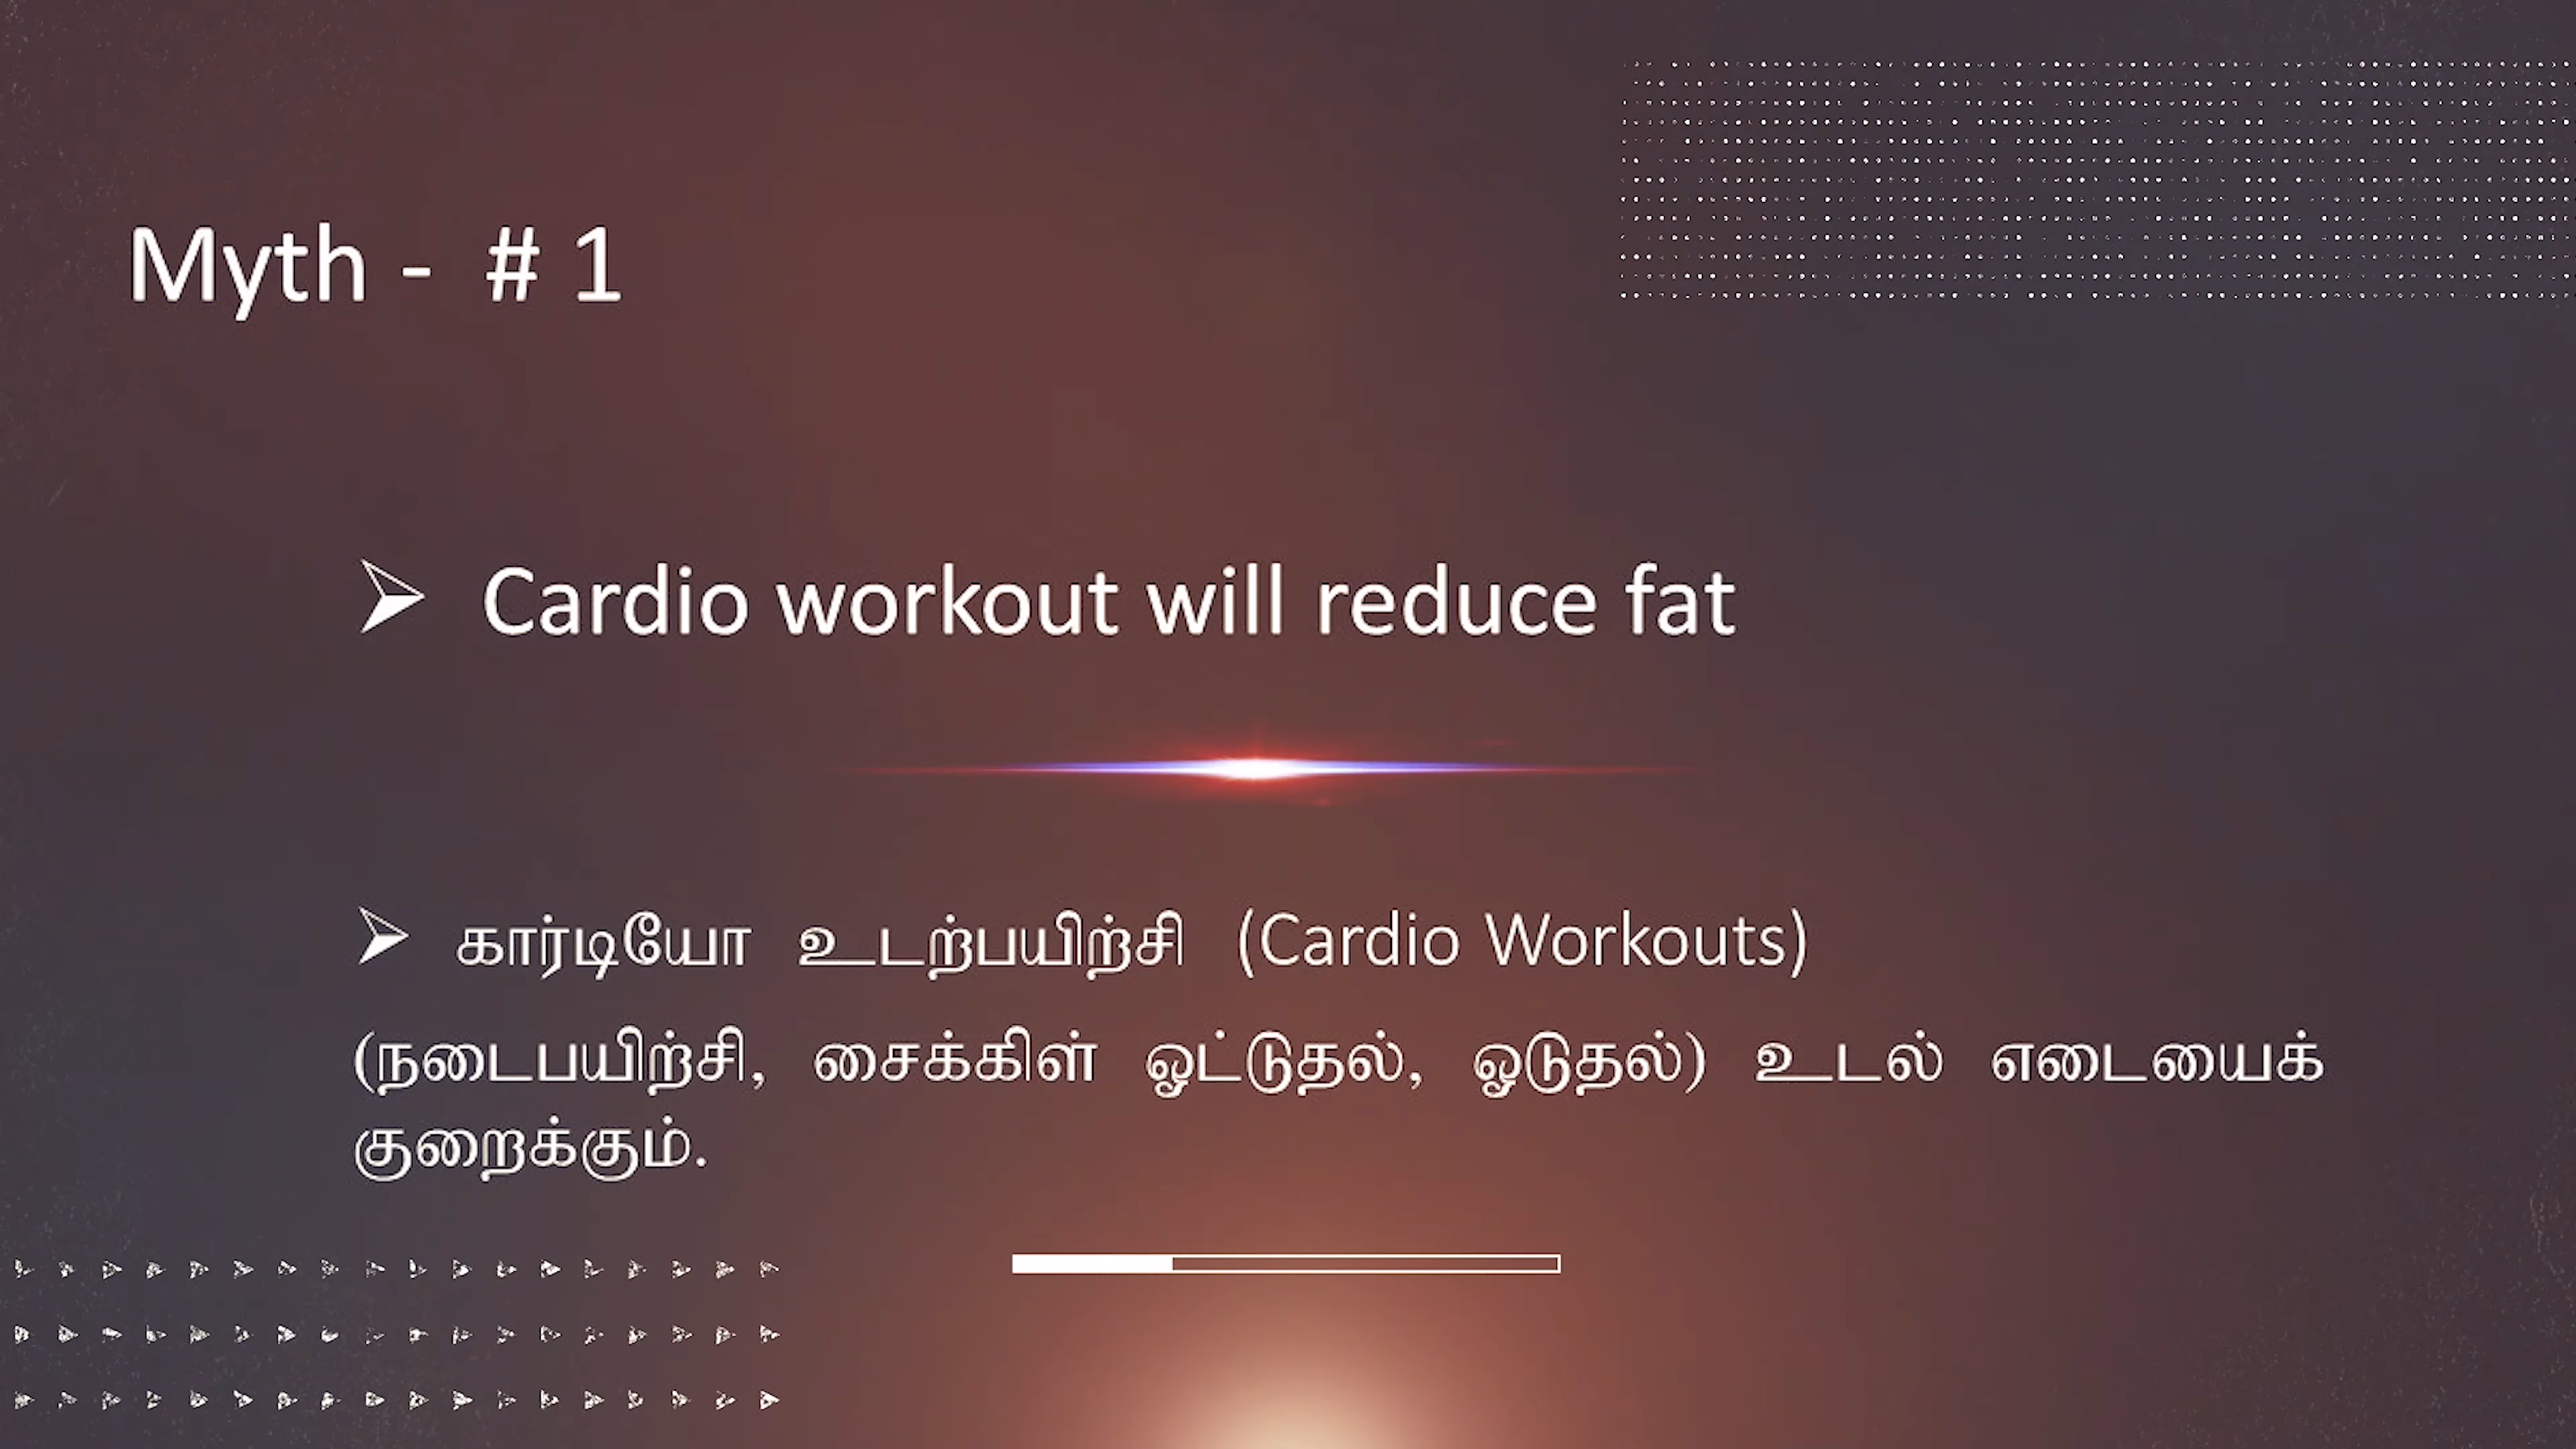 Myth - # 1
➢ Cardio workout will reduce fat
➢ கார்டியோ உடற்பயிற்சி (Cardio Workouts)
(நடைபயிற்சி, சைக்கிள் ஓட்டுதல், ஓடுதல்) உடல் எடையைக்
குறைக்கும்.